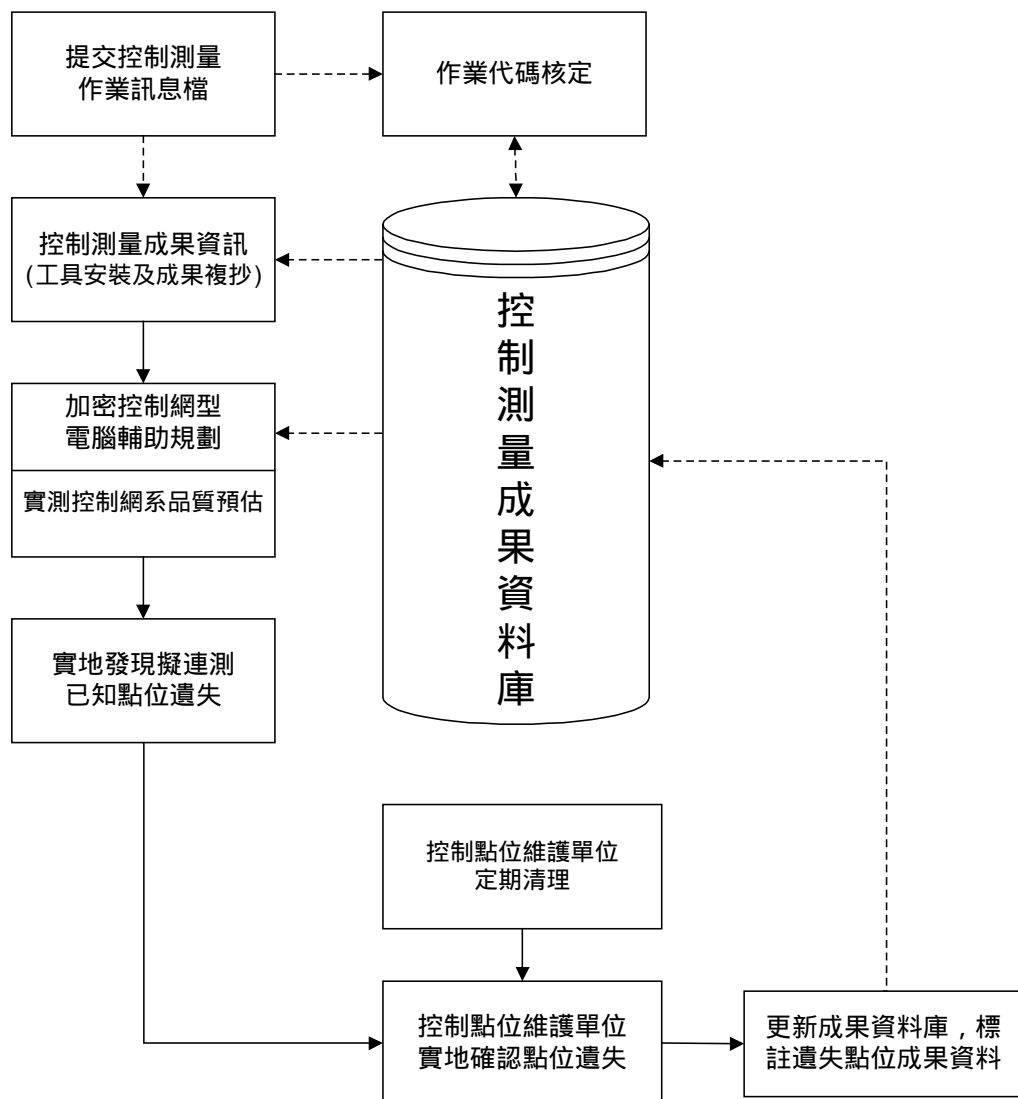 提交控制測量
作業訊息檔
作業代碼核定
控制測量成果資訊
(工具安裝及成果複抄)
控制測量成果資料庫
加密控制網型
電腦輔助規劃
實測控制網系品質預估
實地發現擬連測
已知點位遺失
控制點位維護單位
定期清理
控制點位維護單位
實地確認點位遺失
更新成果資料庫，標
註遺失點位成果資料